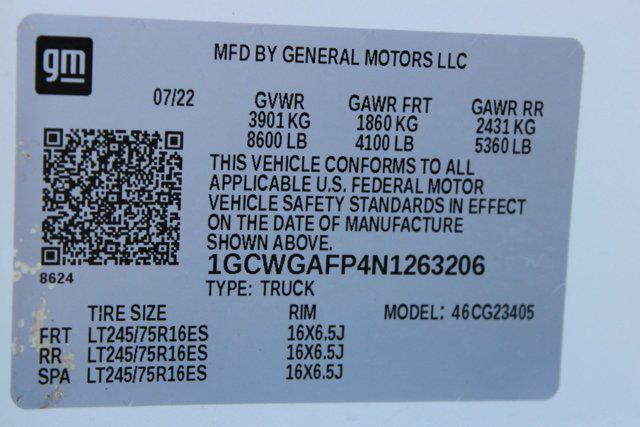 gm
MFD BY GENERAL MOTORS LLC
07/22 GVWR GAWR FRT GAWR RR
3901 KG 1860 KG 2431 KG
8600 LB 4100 LB 5360 LB
THIS VEHICLE CONFORMS TO ALL
APPLICABLE U.S. FEDERAL MOTOR
VEHICLE SAFETY STANDARDS IN EFFECT
ON THE DATE OF MANUFACTURE
SHOWN ABOVE.
8624
1GCWGAFP4N1263206
TYPE: TRUCK
TIRE SIZE RIM MODEL: 46CG23405
FRT LT245/75R16ES 16X6.5J
RR LT245/75R16ES 16X6.5J
SPA LT245/75R16ES 16X6.5J